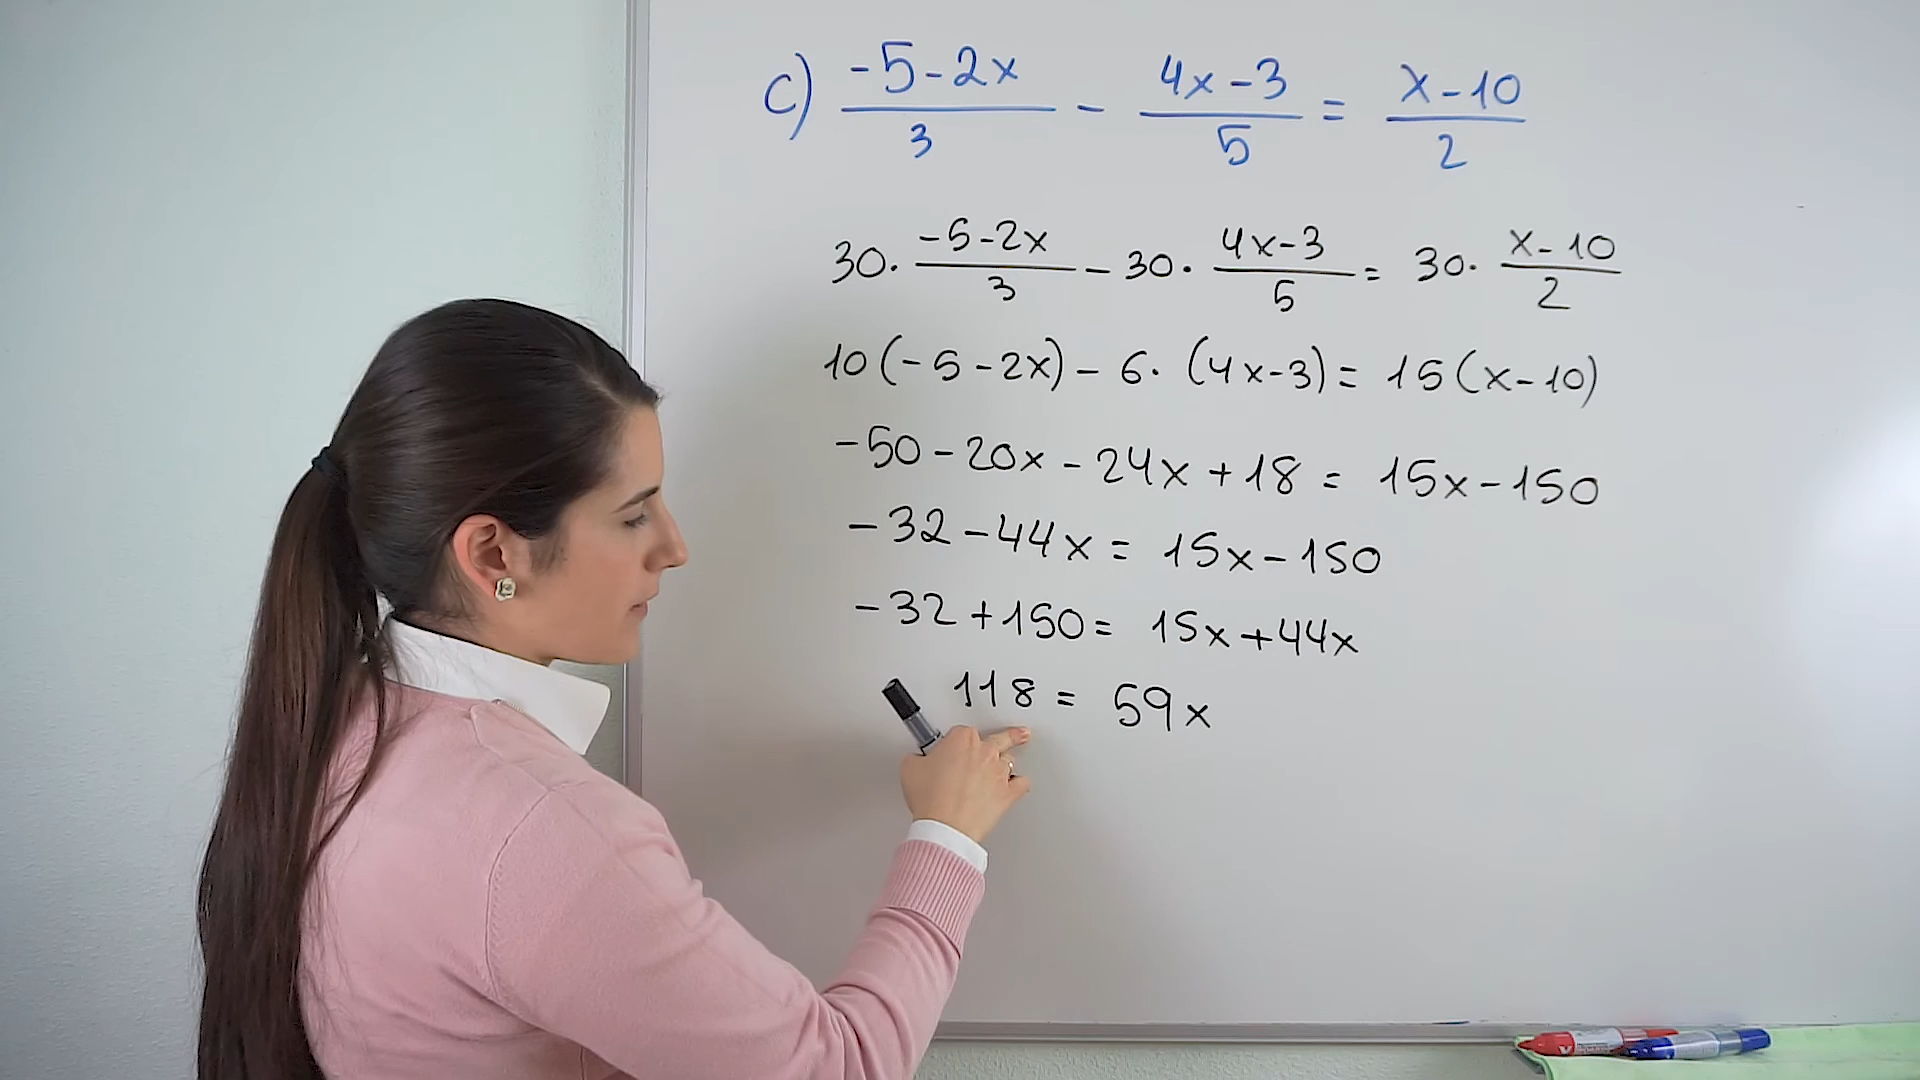 c) (-5-2x)/3 - (4x-3)/5 = (x-10)/2
30· (-5-2x)/3 - 30· (4x-3)/5 = 30· (x-10)/2
10(-5-2x) - 6· (4x-3) = 15(x-10)
-50-20x-24x+18 = 15x-150
-32-44x = 15x-150
-32+150 = 15x+44x
118 = 59x